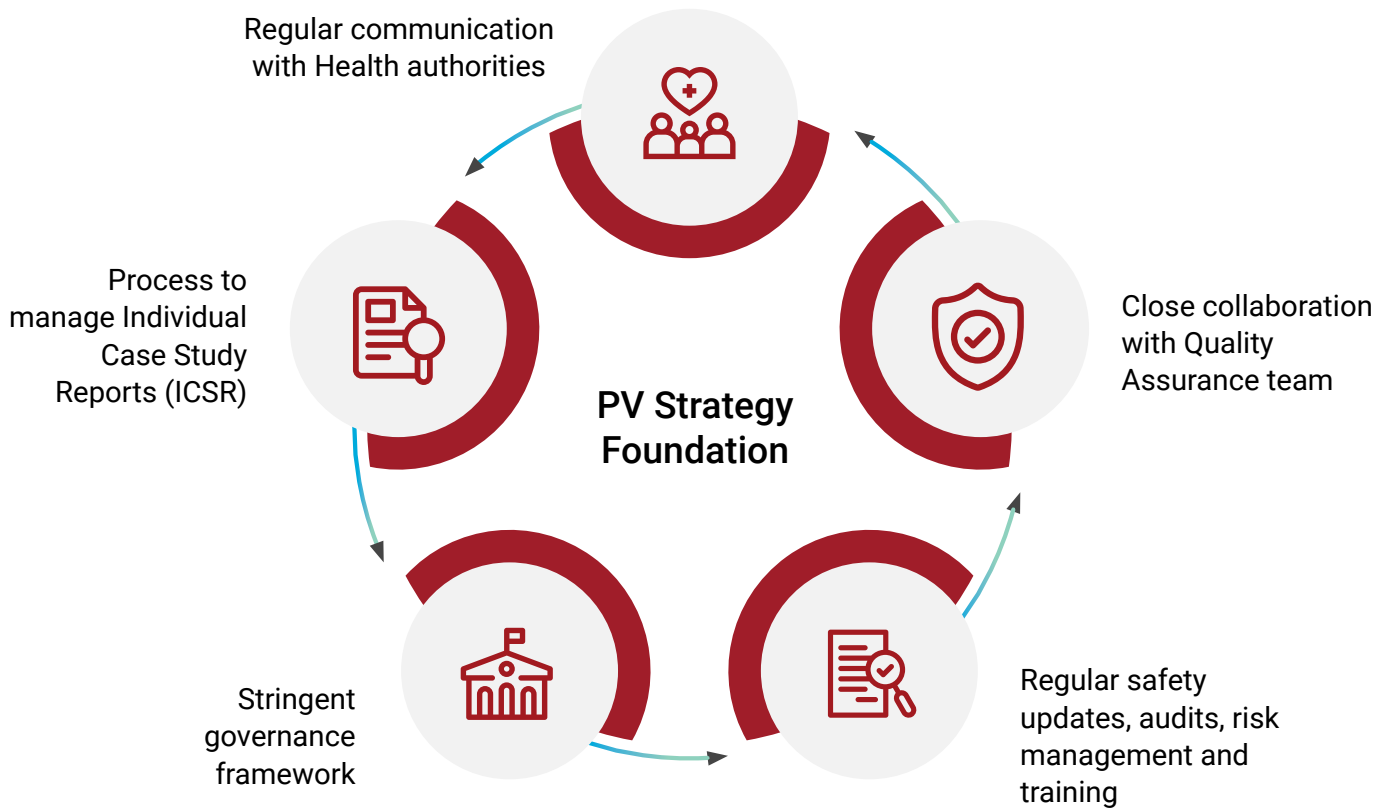 Regular communication
with Health authorities
Process to
manage Individual
Case Study
Reports (ICSR)
Close collaboration
with Quality
Assurance team
PV Strategy
Foundation
Stringent
governance
framework
Regular safety
updates, audits, risk
management and
training